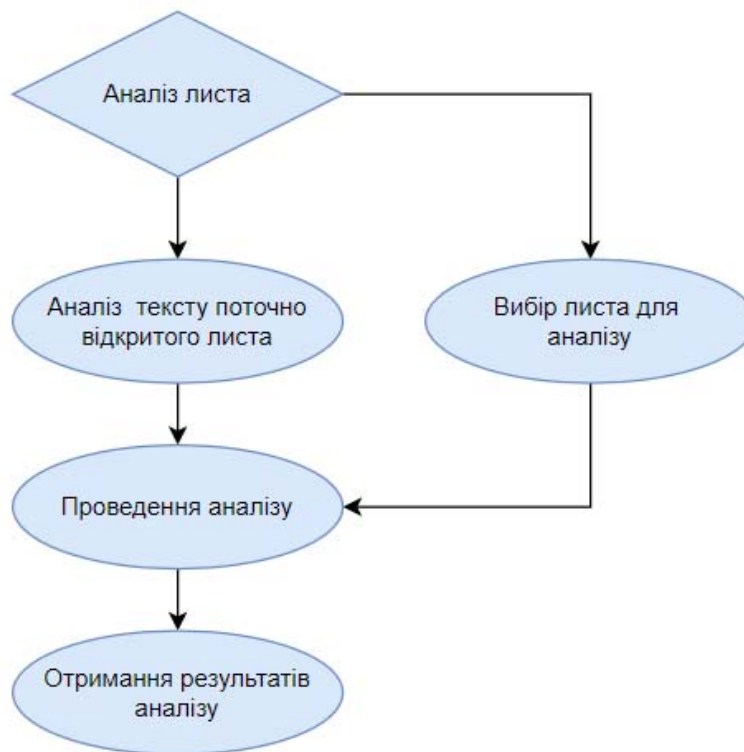 Аналіз листа
Аналіз тексту поточно
відкритого листа
Вибір листа для
аналізу
Проведення аналізу
Отримання результатів
аналізу